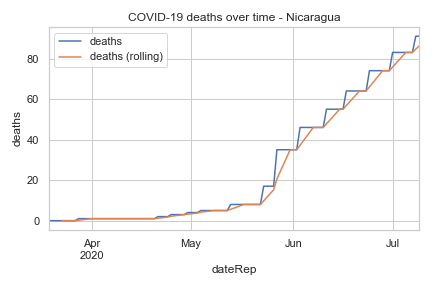 COVID-19 deaths over time - Nicaragua
deaths
deaths (rolling)
80
60
40
20
0
deaths
Apr
May
Jun
Jul
2020
dateRep